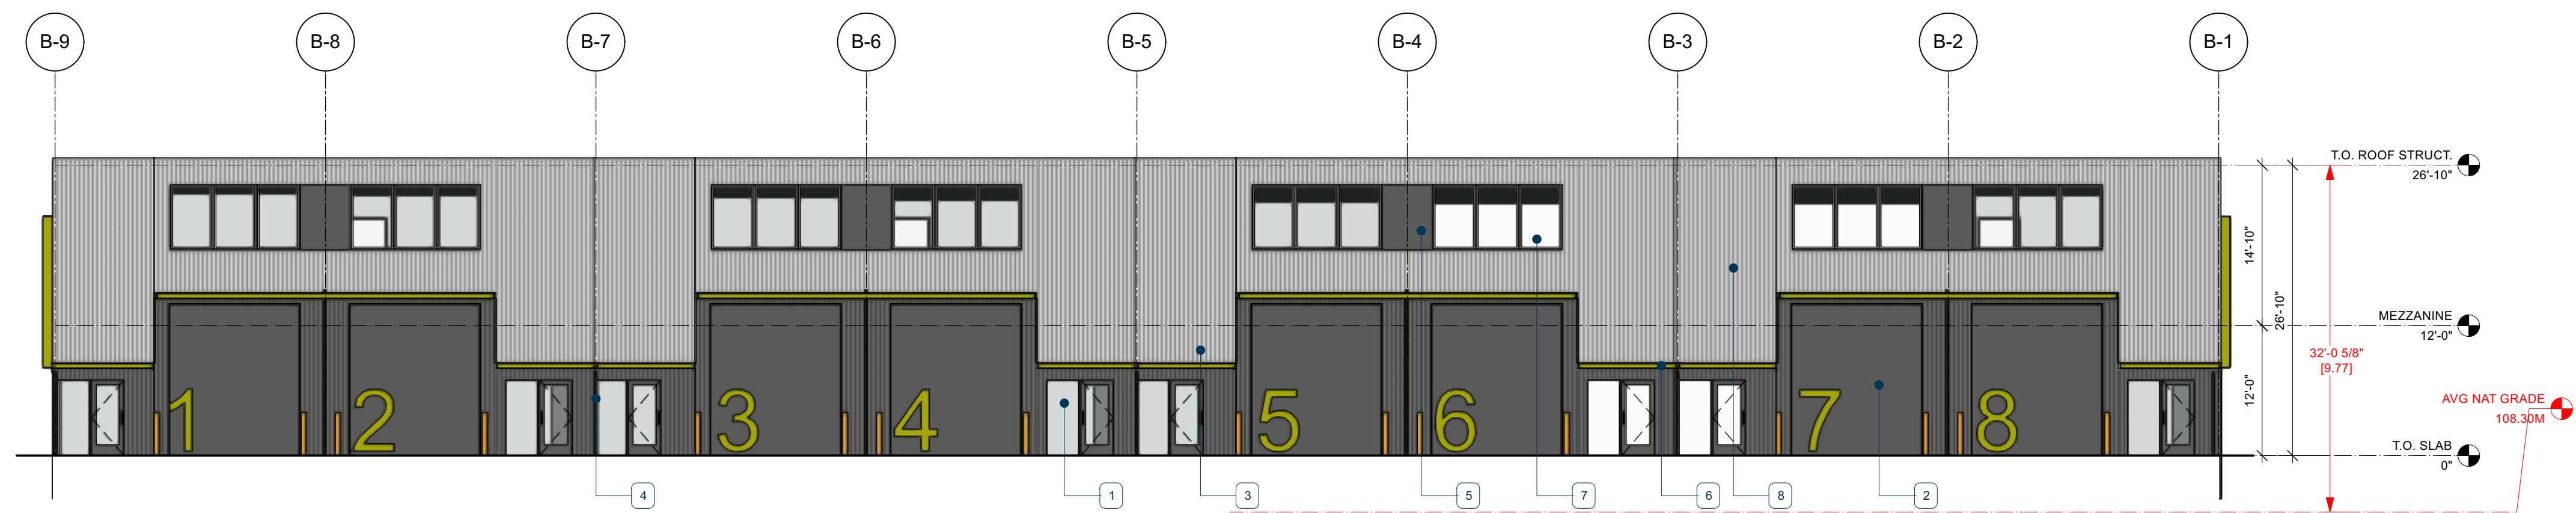 B-9
B-8
B-7
B-6
B-5
B-4
B-3
B-2
B-1
T.O. ROOF STRUCT.
26'-10"
14'-10"
26'-10"
MEZZANINE
12'-0"
32'-0 5/8"
[9.77]
12'-0"
AVG NAT GRADE
108.30M
T.O. SLAB
0"
1
2
3
4
5
6
7
8
4
1
3
5
7
6
8
2